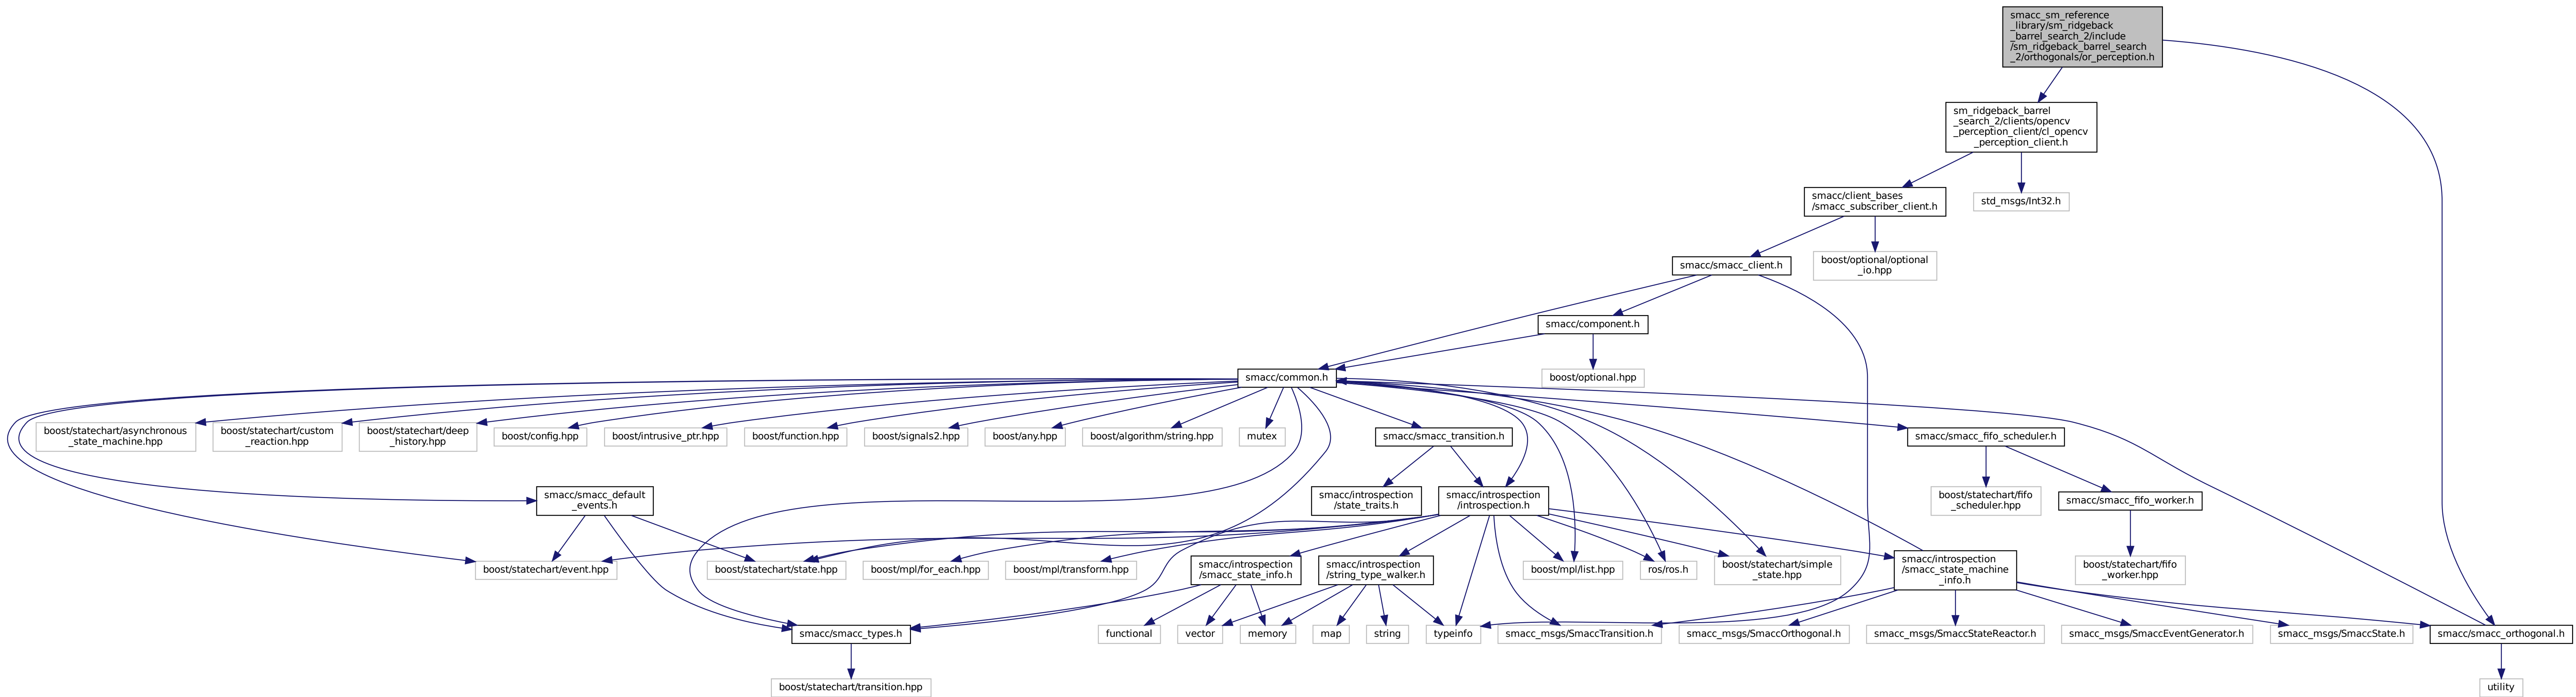 smacc_sm_reference
_library/sm_ridgeback
_barrel_search_2/include
/sm_ridgeback_barrel_search
_2/orthogonals/or_perception.h
sm_ridgeback_barrel
_search_2/clients/opencv
_perception_client/cl_opencv
_perception_client.h
smacc/client_bases
/smacc_subscriber_client.h
std_msgs/Int32.h
smacc/smacc_client.h
boost/optional/optional
_io.hpp
smacc/component.h
smacc/common.h
boost/optional.hpp
boost/statechart/asynchronous
_state_machine.hpp
boost/statechart/custom
_reaction.hpp
boost/statechart/deep
_history.hpp
boost/config.hpp
boost/intrusive_ptr.hpp
boost/function.hpp
boost/signals2.hpp
boost/any.hpp
boost/algorithm/string.hpp
mutex
smacc/smacc_transition.h
smacc/smacc_fifo_scheduler.h
smacc/smacc_default
_events.h
smacc/introspection
/state_traits.h
smacc/introspection
/introspection.h
boost/statechart/fifo
_scheduler.hpp
smacc/smacc_fifo_worker.h
boost/statechart/event.hpp
boost/statechart/state.hpp
boost/mpl/for_each.hpp
boost/mpl/transform.hpp
smacc/introspection
/smacc_state_info.h
smacc/introspection
/string_type_walker.h
boost/mpl/list.hpp
ros/ros.h
boost/statechart/simple
_state.hpp
smacc/introspection
/smacc_state_machine
_info.h
boost/statechart/fifo
_worker.hpp
smacc/smacc_types.h
functional
vector
memory
map
string
typeinfo
smacc_msgs/SmaccTransition.h
smacc_msgs/SmaccOrthogonal.h
smacc_msgs/SmaccStateReactor.h
smacc_msgs/SmaccEventGenerator.h
smacc_msgs/SmaccState.h
smacc/smacc_orthogonal.h
boost/statechart/transition.hpp
utility